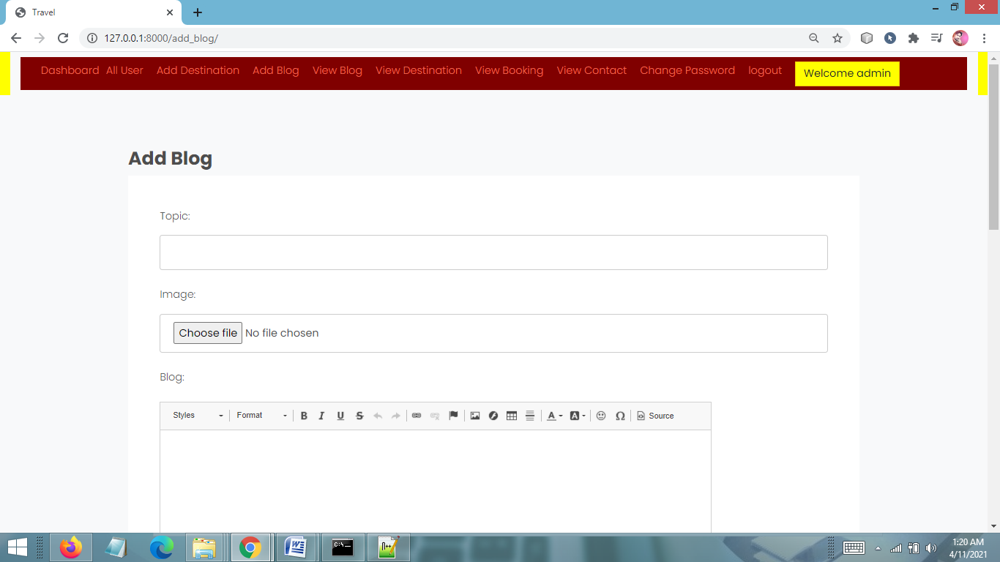 Travel
127.0.0.1:8000/add_blog/
Dashboard All User Add Destination Add Blog View Blog View Destination View Booking View Contact Change Password logout Welcome admin
Add Blog
Topic:
Image:
Choose file No file chosen
Blog:
Styles Format B I U S A A Ω Source
C:\
1:20 AM
4/11/2021